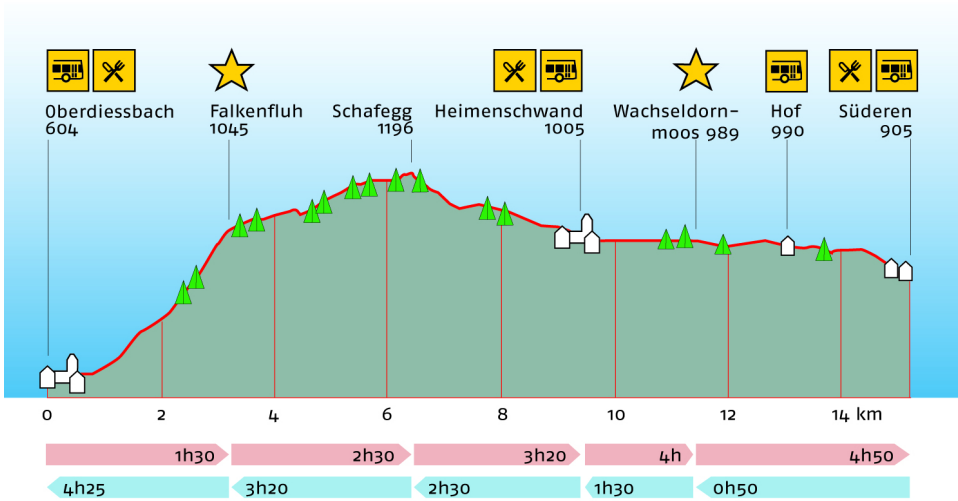 Oberdiessbach
604
Falkenfluh
1045
Schafegg
1196
Heimenschwand
1005
Wachseldorn-
moos 989
Hof
990
Süderen
905
0
2
4
6
8
10
12
14 km
1h30
2h30
3h20
4h
4h50
4h25
3h20
2h30
1h30
0h50